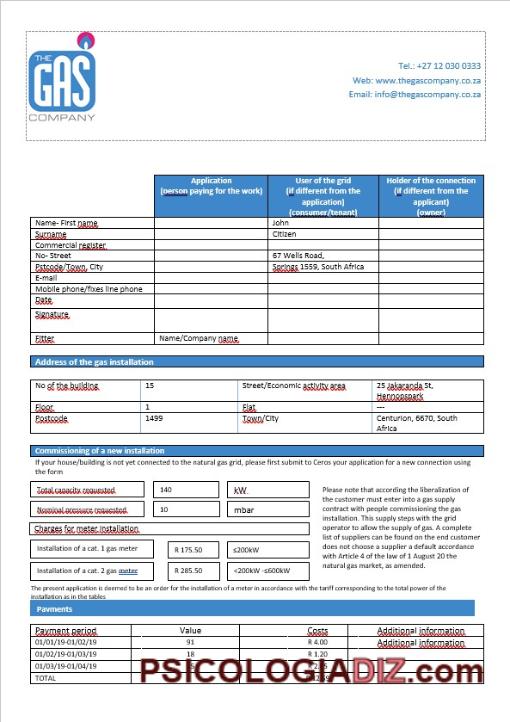 THE
GAS
COMPANY
Tel.: +27 12 030 0333
Web: www.thegascompany.co.za
Email: info@thegascompany.co.za
Application
(person paying for the work)
User of the grid
(if different from the
application)
(consumer/tenant)
Holder of the connection
(if different from the
applicant)
(owner)
Name- First name John
Surname Citizen
Commercial register
No- Street 67 Wells Road,
Pstcode/Town, City Springs 1559, South Africa
E-mail
Mobile phone/fixes line phone
Date
Signature
Fitter Name/Company name
Address of the gas installation
No of the building 15 Street/Economic activity area 25 Jakaranda St,
Hennopspark
Floor 1 Flat ---
Postcode 1499 Town/City Centurion, 6670, South
Africa
Commissioning of a new installation
If your house/building is not yet connected to the natural gas grid, please first submit to Ceros your application for a new connection using
the form
Total capacity requested 140 kW
Nominal pressure requested 10 mbar
Charges for meter installation
Installation of a cat. 1 gas meter R 175.50 ≤200kW
Installation of a cat. 2 gas meter R 285.50 <200kW -≤600kW
Please note that according the liberalization of
the customer must enter into a gas supply
contract with people commissioning the gas
installation. This supply steps with the grid
operator to allow the supply of gas. A complete
list of suppliers can be found on the end customer
does not choose a supplier a default accordance
with Article 4 of the law of 1 August 20 the
natural gas market, as amended.
The present application is deemed to be an order for the installation of a meter in accordance with the tariff corresponding to the total power of the
installation as in the tables
Payments
Payment period Value Costs Additional information
01/01/19-01/02/19 91 R 4.00 Additional information
01/02/19-01/03/19 18 R 1.20
01/03/19-01/04/19
TOTAL
PSICOLOGIADIZ.com